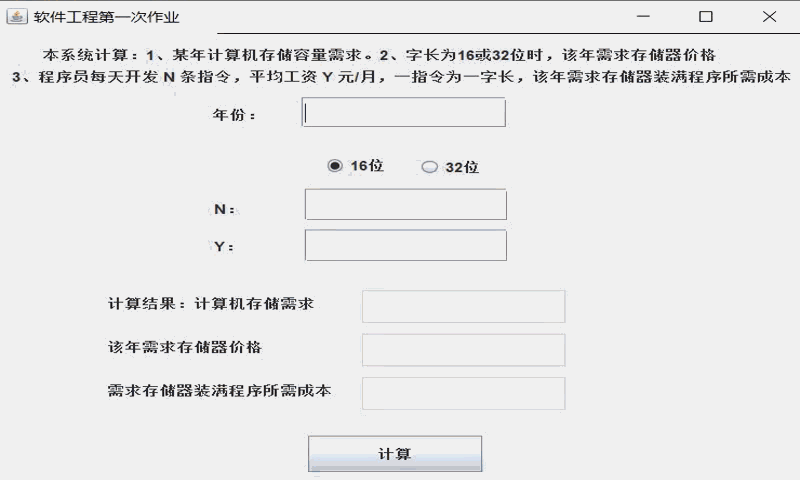 软件工程第一次作业
本系统计算：1、某年计算机存储容量需求。2、字长为16或32位时，该年需求存储器价格
3、程序员每天开发 N 条指令，平均工资 Y 元/月，一指令为一字长，该年需求存储器装满程序所需成本
年份：
16位 32位
N：
Y：
计算结果：计算机存储需求
该年需求存储器价格
需求存储器装满程序所需成本
计算